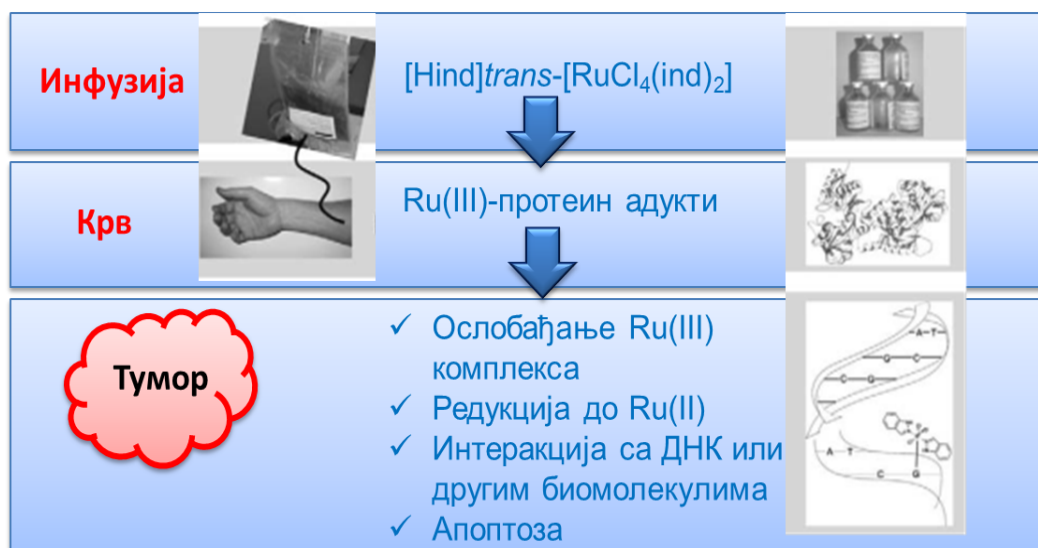 Инфузија
[Hind]trans-[RuCl₄(ind)₂]
Крв
Ru(III)-протеин адукти
Тумор
✓ Ослобађање Ru(III)
комплекса
✓ Редукција до Ru(II)
✓ Интеракција са ДНК или
другим биомолекулима
✓ Апоптоза
A T
G C
C G
A T
C G